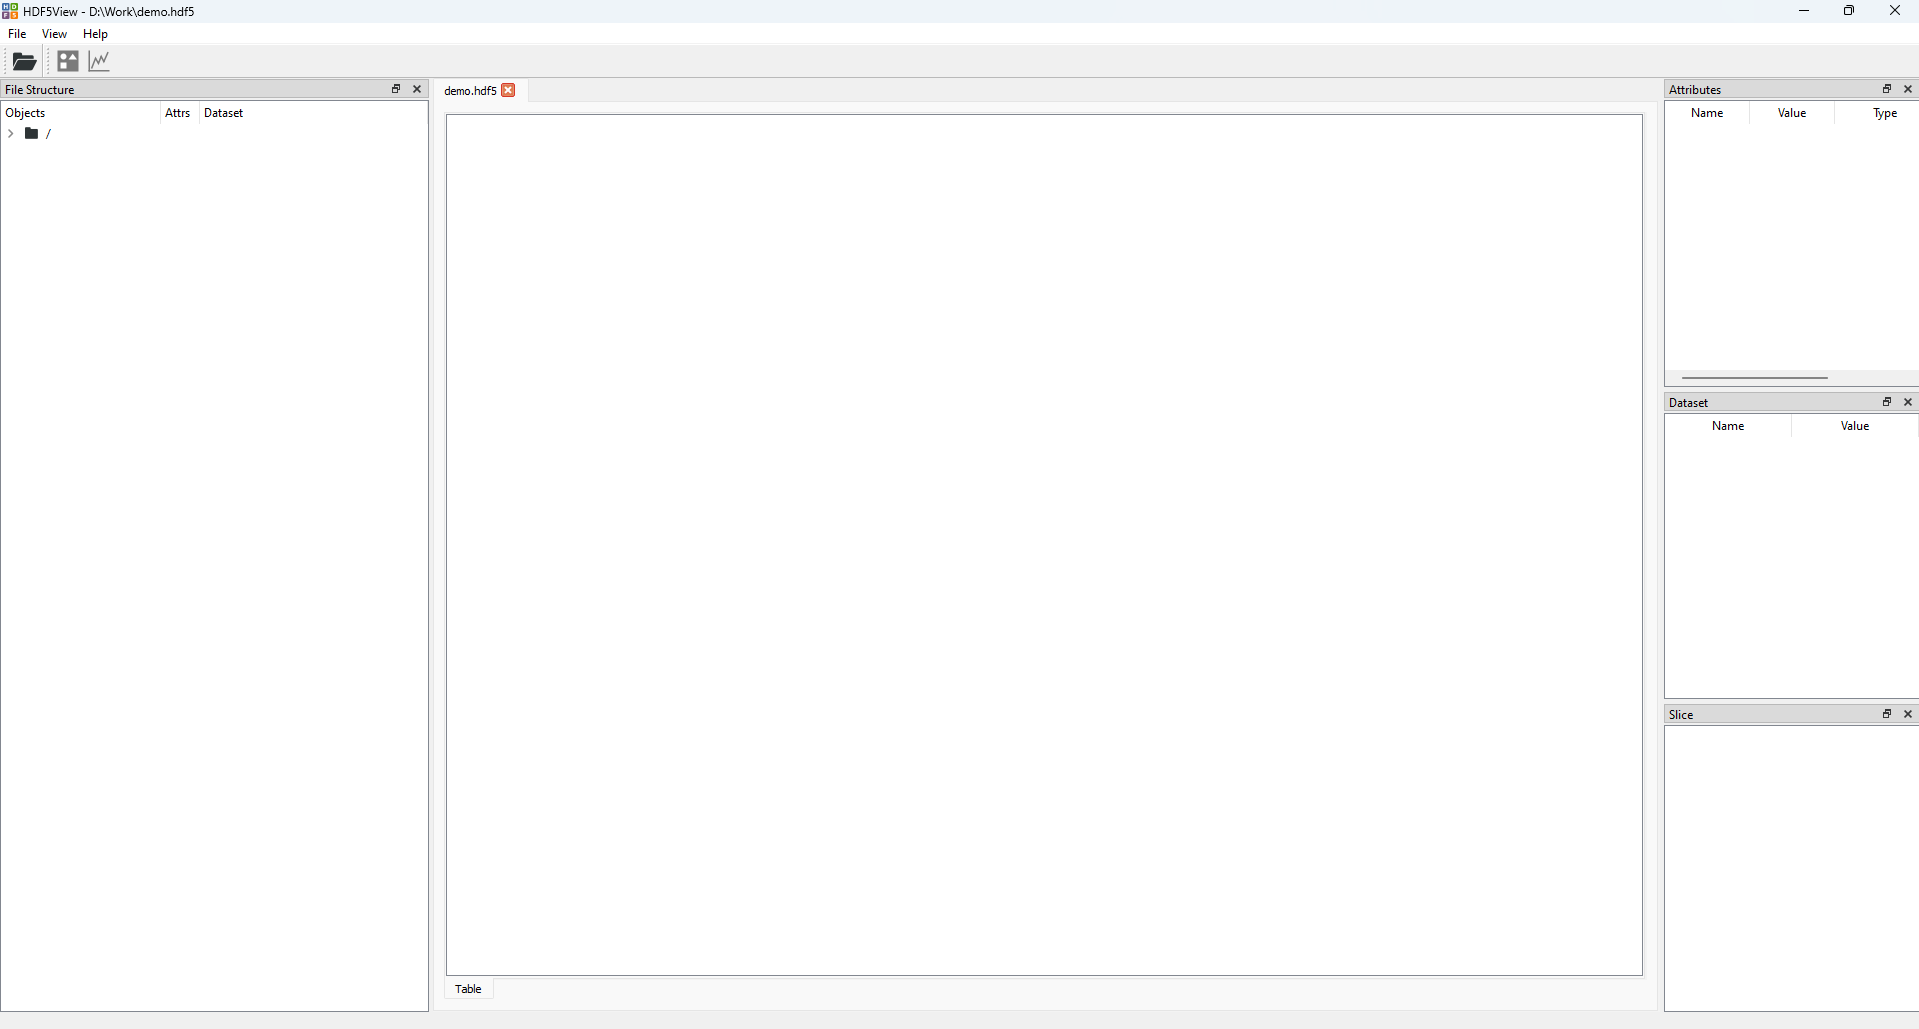 HDF5View - D:\Work\demo.hdf5
File View Help
File Structure
Objects Attrs Dataset
/
demo.hdf5
Table
Attributes
Name Value Type
Dataset
Name Value
Slice